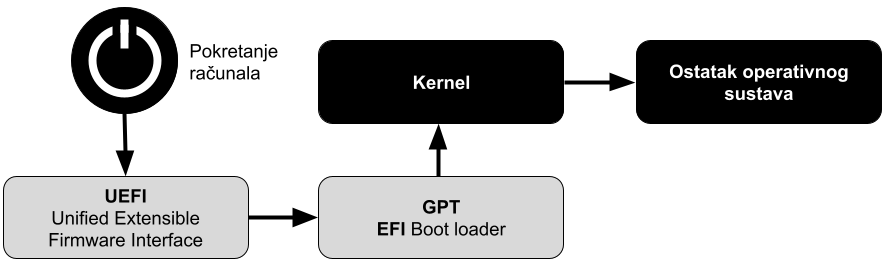 Pokretanje
računala
UEFI
Unified Extensible
Firmware Interface
GPT
EFI Boot loader
Kernel
Ostatak operativnog
sustava